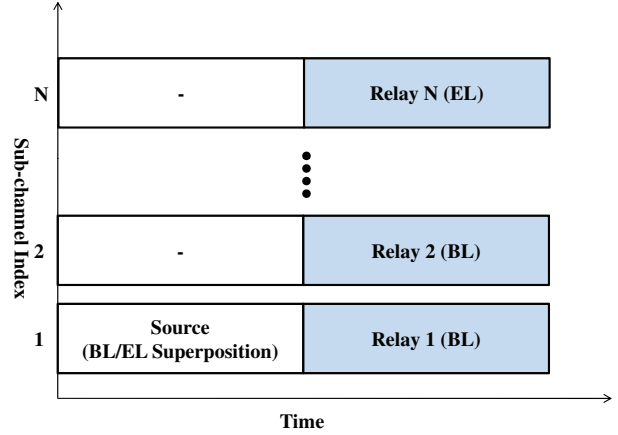 N
-
Relay N (EL)
Sub-channel Index
2
-
Relay 2 (BL)
1
Source
(BL/EL Superposition)
Relay 1 (BL)
Time